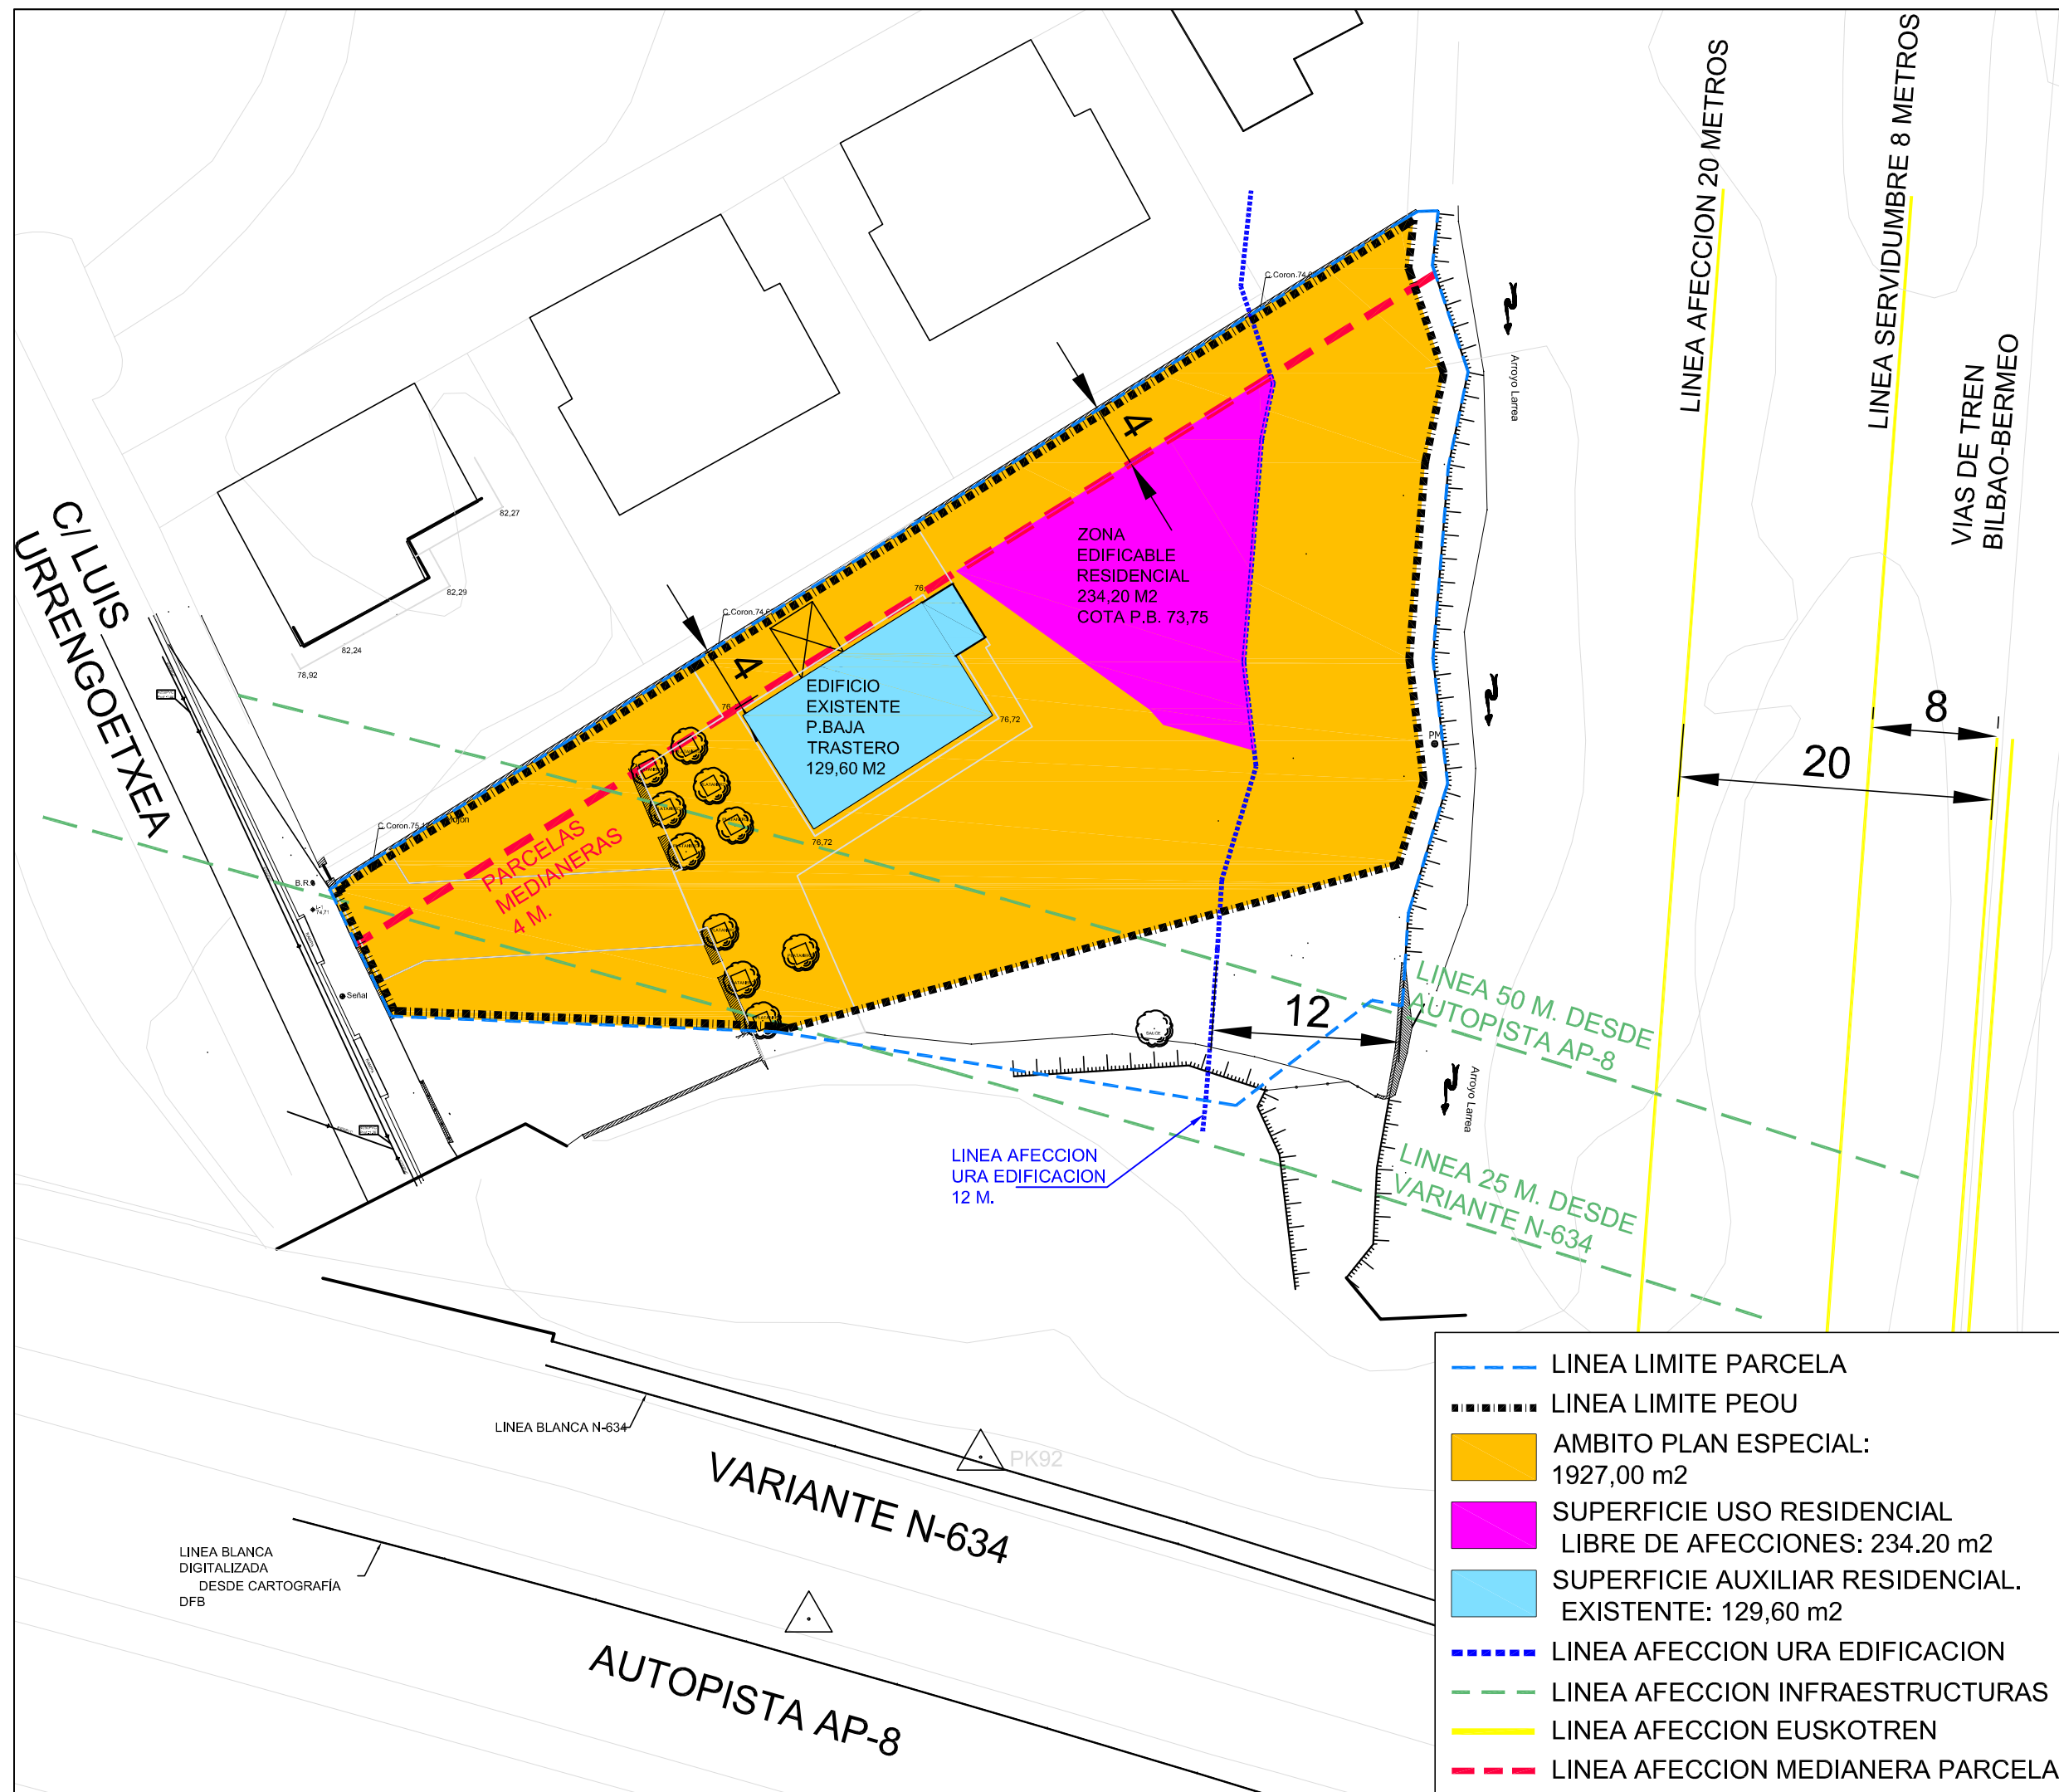 LINEA AFECCION 20 METROS
LINEA SERVIDUMBRE 8 METROS
VIAS DE TREN
BILBAO-BERMEO
C/ LUIS
URRENGOETXEA
82,27
82,29
82,24
78,92
Arroyo Larrea
4
ZONA
EDIFICABLE
RESIDENCIAL
234,20 M2
COTA P.B. 73,75
4
EDIFICIO
EXISTENTE
P.BAJA
TRASTERO
129,60 M2
76,72
76,72
PARCELAS
MEDIANERAS
4 M.
PM
8
20
B.R.
74,71
Señal
12
LINEA 50 M. DESDE
AUTOPISTA AP-8
Arroyo Larrea
LINEA AFECCION
URA EDIFICACION
12 M.
LINEA 25 M. DESDE
VARIANTE N-634
LINEA BLANCA N-634
PK92
VARIANTE N-634
LINEA BLANCA
DIGITALIZADA
DESDE CARTOGRAFÍA
DFB
AUTOPISTA AP-8
LINEA LIMITE PARCELA
LINEA LIMITE PEOU
AMBITO PLAN ESPECIAL:
1927,00 m2
SUPERFICIE USO RESIDENCIAL
LIBRE DE AFECCIONES: 234.20 m2
SUPERFICIE AUXILIAR RESIDENCIAL.
EXISTENTE: 129,60 m2
LINEA AFECCION URA EDIFICACION
LINEA AFECCION INFRAESTRUCTURAS
LINEA AFECCION EUSKOTREN
LINEA AFECCION MEDIANERA PARCELA